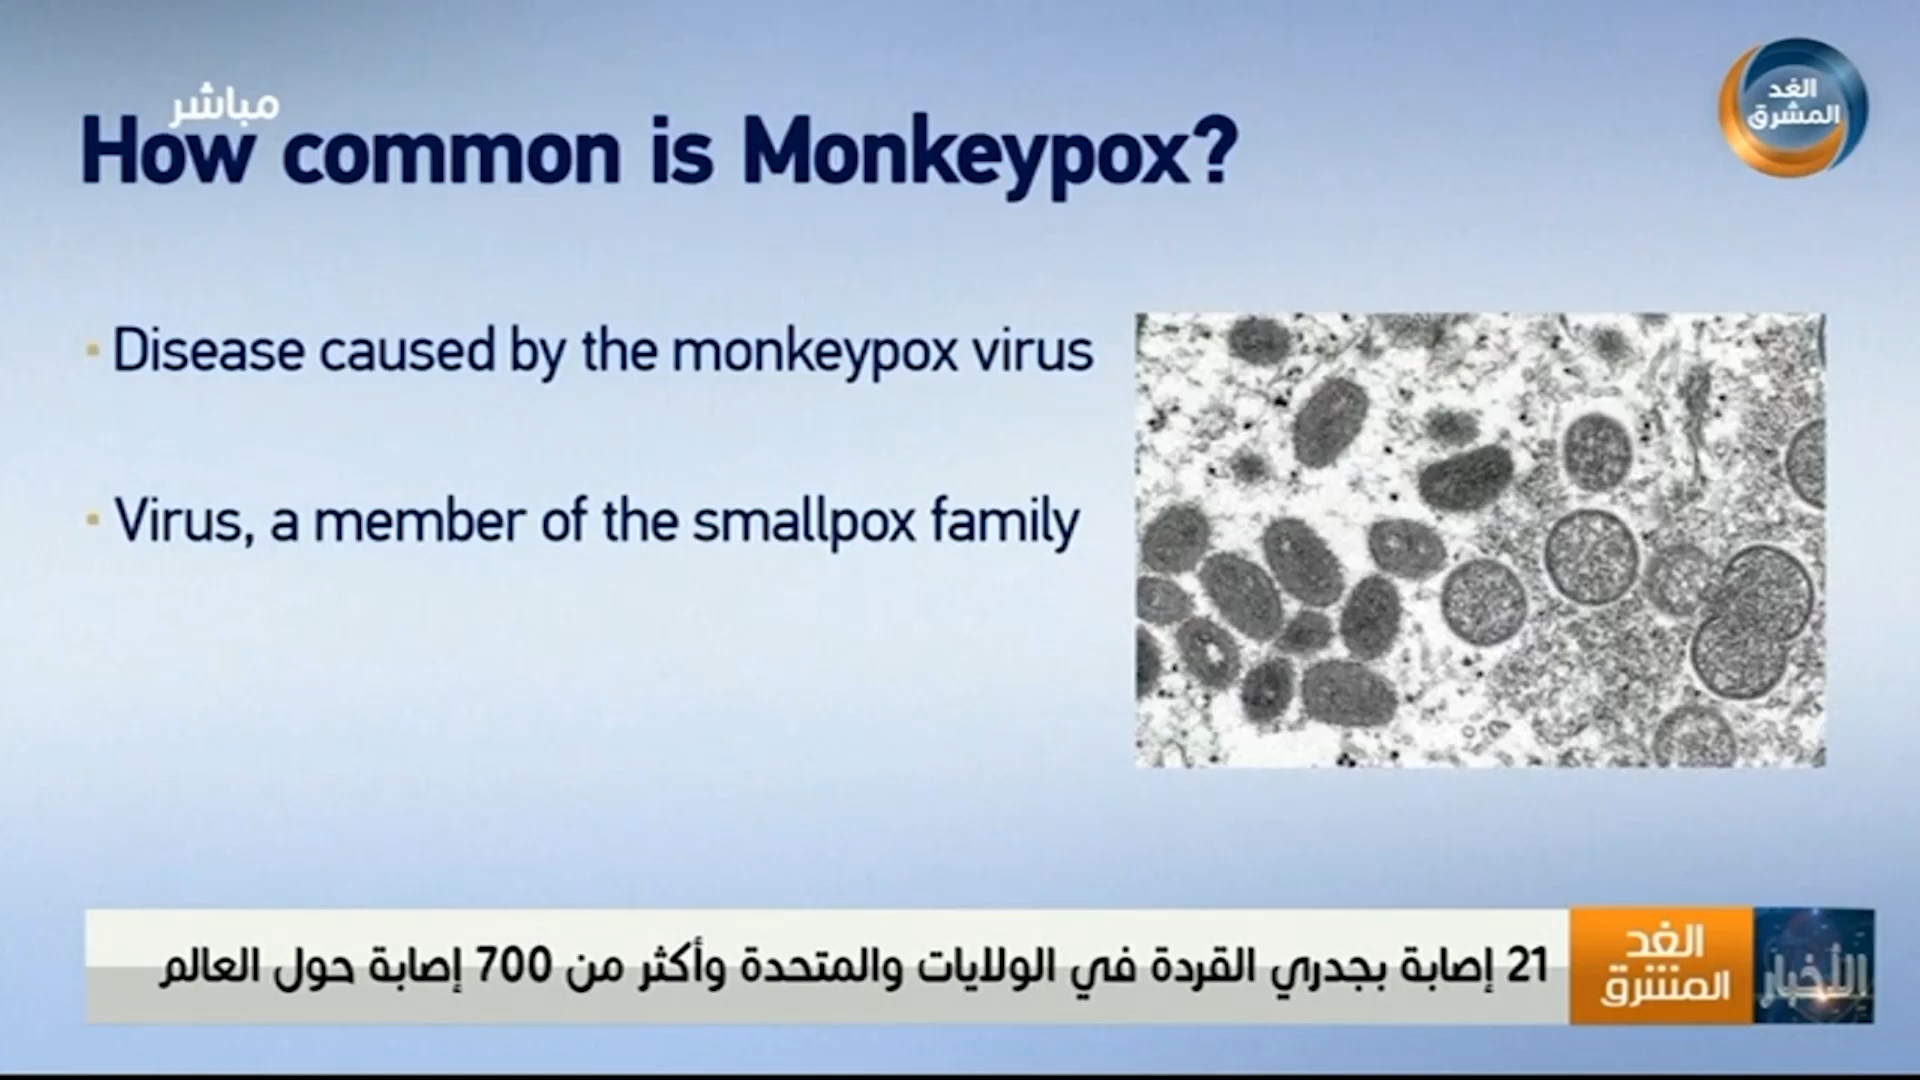 مباشر
الغد
المشرق
How common is Monkeypox?
Disease caused by the monkeypox virus
Virus, a member of the smallpox family
21 إصابة بجدري القردة في الولايات والمتحدة وأكثر من 700 إصابة حول العالم
الغد
المشرق
الأخبار